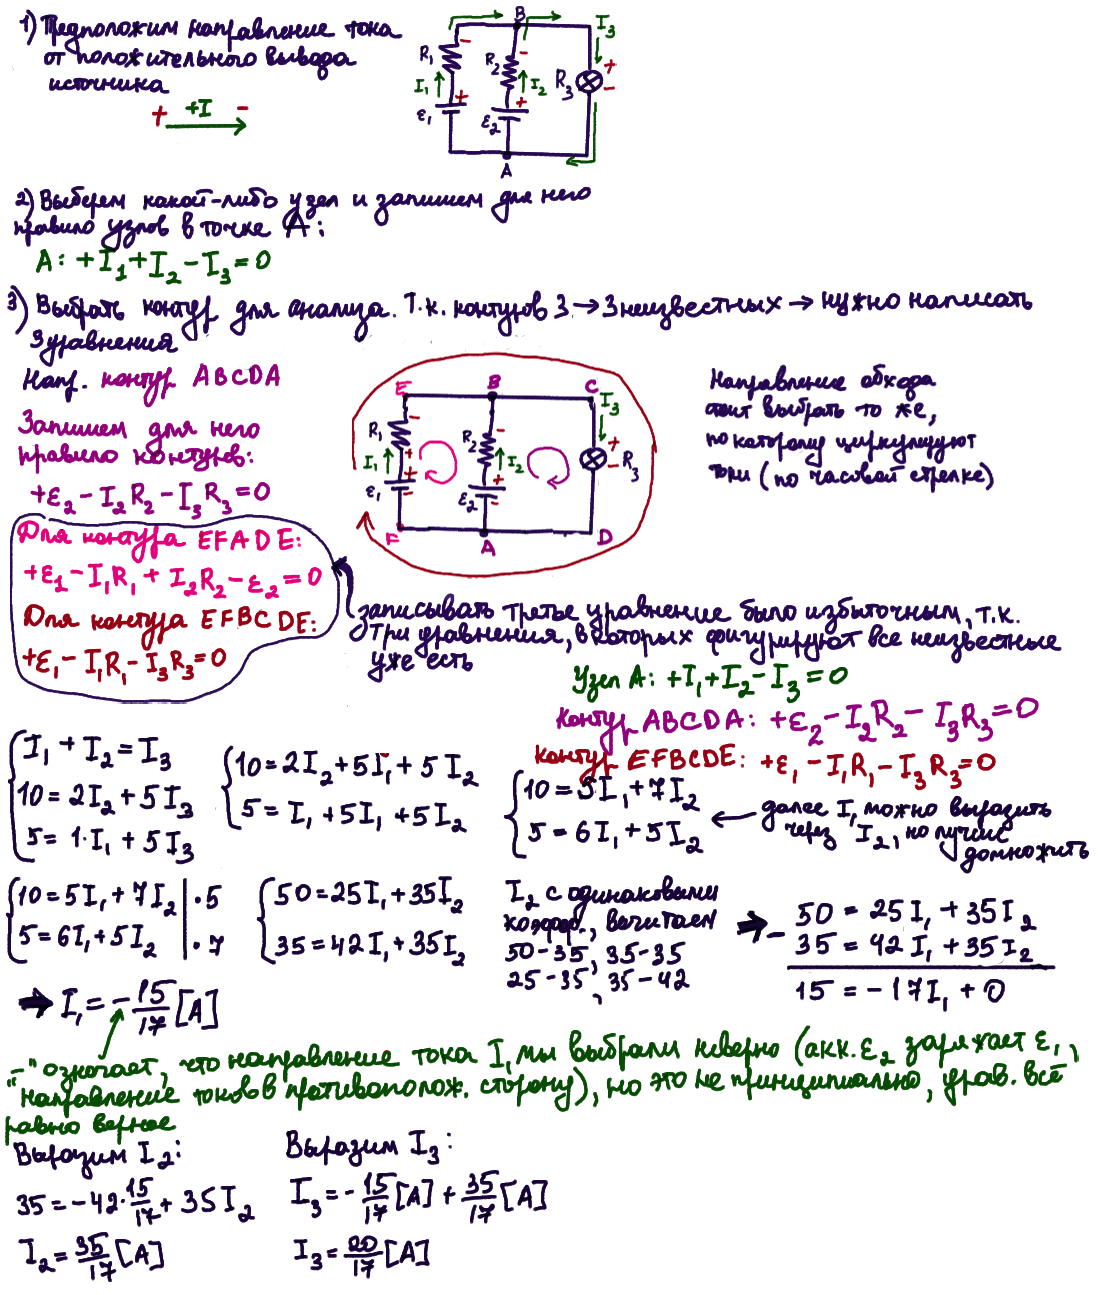 1) Предположим направление тока
от положительного вывода
источника
+ +I -
B
I3
R1
R2
R3
I1
I2
+
-
ε1
ε2
A
2) Выберем какой-либо узел и запишем для него
правило узлов в точке A:
A: +I1+I2-I3=0
3) Выбрать контур для анализа. Т.к. контуров 3 → 3 неизвестных → нужно написать
3 уравнения
Напр. контур ABCDA
Запишем для него
правило контуров:
+ε2-I2R2-I3R3=0
Для контура EFADE:
+ε1-I1R1+I2R2-ε2=0
Для контура EFBCDE:
+ε1-I1R1-I3R3=0
E B C
I3
R1
R2
R3
I1
I2
ε1
ε2
F A D
Направление обхода
стоит выбрать то же,
по которому циркулируют
токи (по часовой стрелке)
записывать третье уравнение было избыточным, т.к.
три уравнения, в которых фигурируют все неизвестные
уже есть
Узел A: +I1+I2-I3=0
Контур ABCDA: +ε2-I2R2-I3R3=0
Контур EFBCDE: +ε1-I1R1-I3R3=0
I1+I2=I3
10=2I2+5I3
5=1·I1+5I3
10=2I2+5I1+5I2
5=I1+5I1+5I2
10=5I1+7I2
5=6I1+5I2
далее I1 можно выразить
через I2, но лучше
домножить
10=5I1+7I2 | ·5
5=6I1+5I2 | ·7
50=25I1+35I2
35=42I1+35I2
I2 с одинаковыми
коэфф., вычитаем
50-35, 35-35
25-35, 35-42
50=25I1+35I2
- 35=42I1+35I2
15=-17I1+0
⇒ I1=-15/17 [A]
"-" означает, что направление тока I1 мы выбрали неверно (акк. ε2 заряжает ε1,
направление токов в противополож. сторону), но это не принципиально, урав. всё
равно верное
Выразим I2:
35=-42·15/17+35I2
I2=35/17 [A]
Выразим I3:
I3=-15/17 [A]+35/17 [A]
I3=20/17 [A]